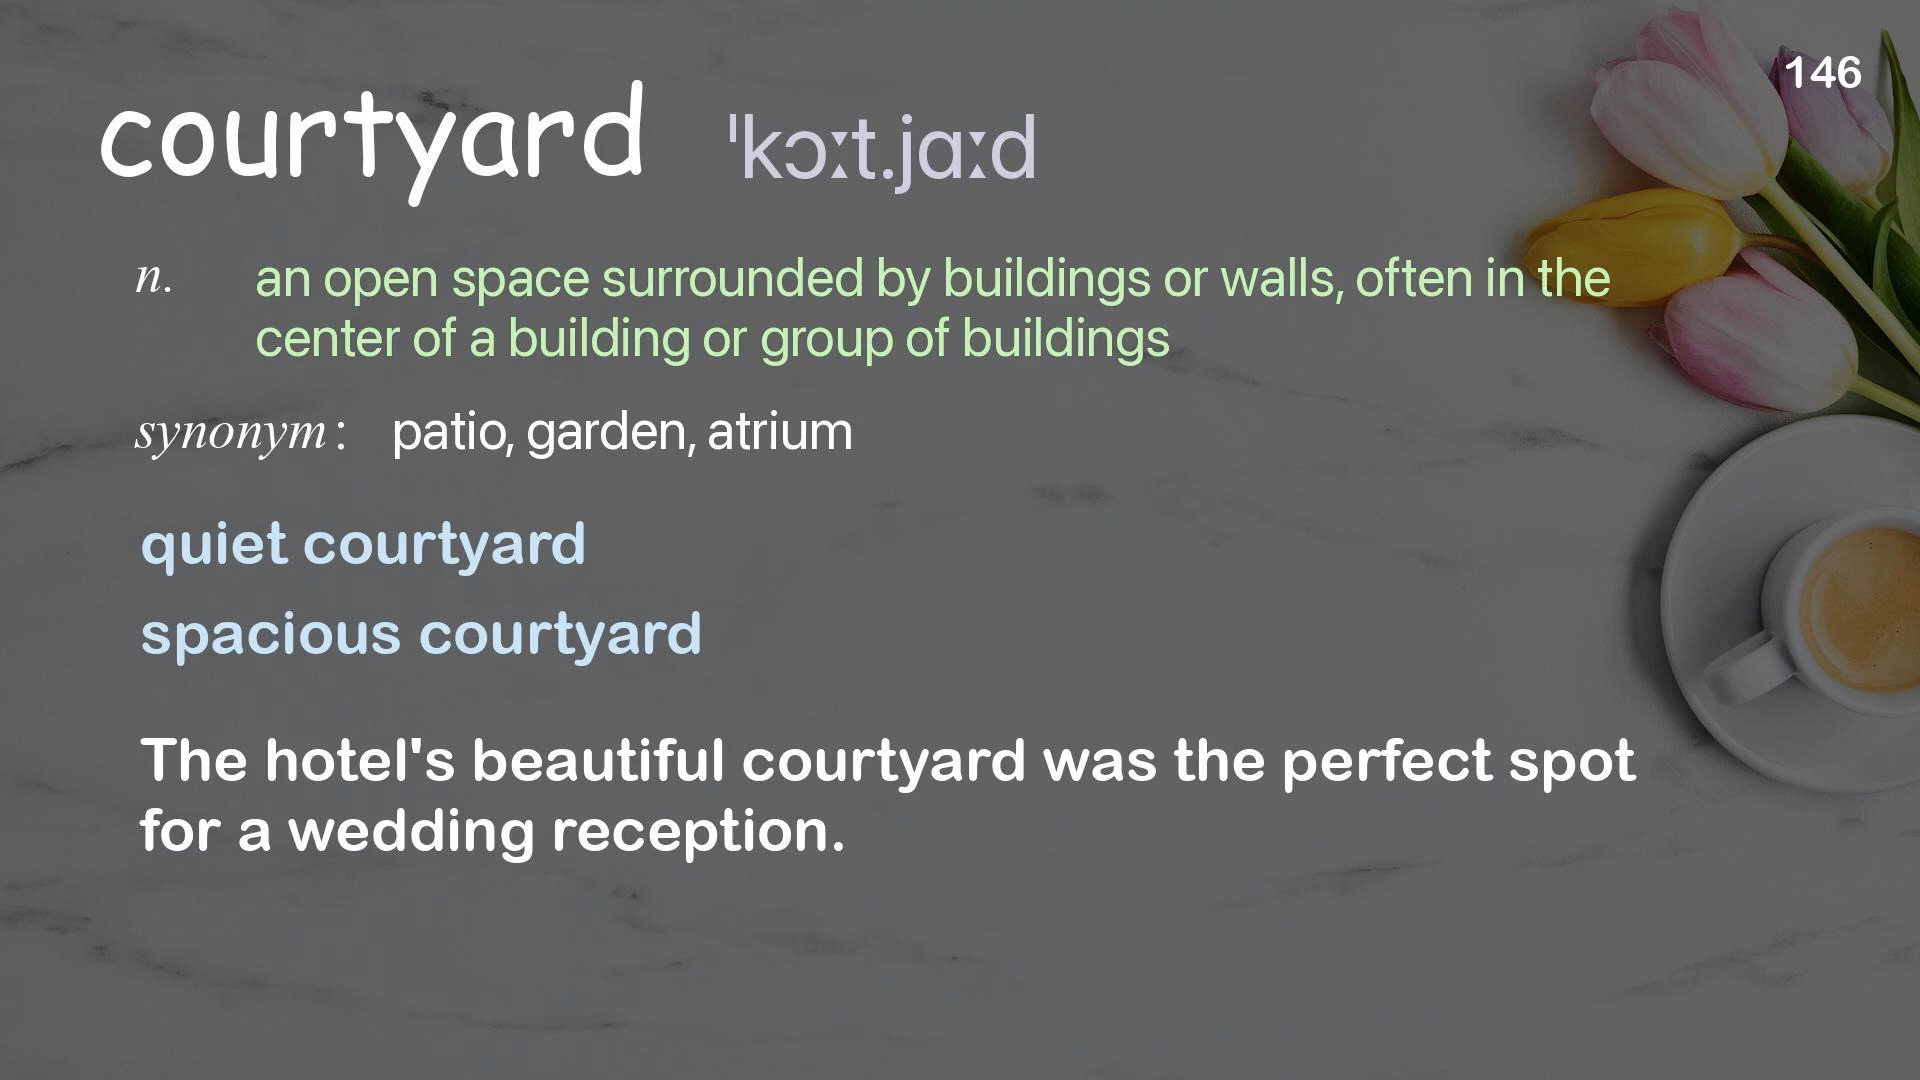 146
courtyard ˈkɔːt.jɑːd
n. an open space surrounded by buildings or walls, often in the
center of a building or group of buildings
synonym: patio, garden, atrium
quiet courtyard
spacious courtyard
The hotel's beautiful courtyard was the perfect spot
for a wedding reception.